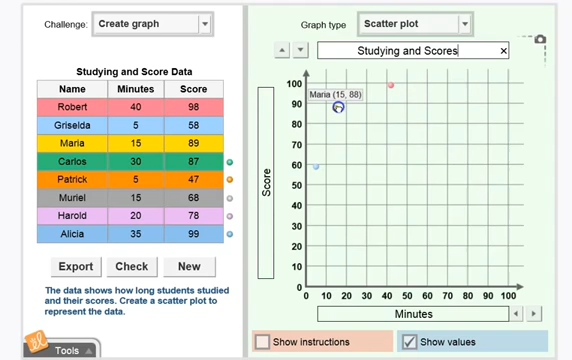 Challenge: Create graph
Graph type Scatter plot
Studying and Scores ×
Studying and Score Data
Name Minutes Score
Robert 40 98
Griselda 5 58
Maria 15 89
Carlos 30 87
Patrick 5 47
Muriel 15 68
Harold 20 78
Alicia 35 99
Export Check New
The data shows how long students studied
and their scores. Create a scatter plot to
represent the data.
Tools
Maria (15, 88)
Score
100
90
80
70
60
50
40
30
20
10
0
0 10 20 30 40 50 60 70 80 90 100
Minutes
Show instructions
Show values